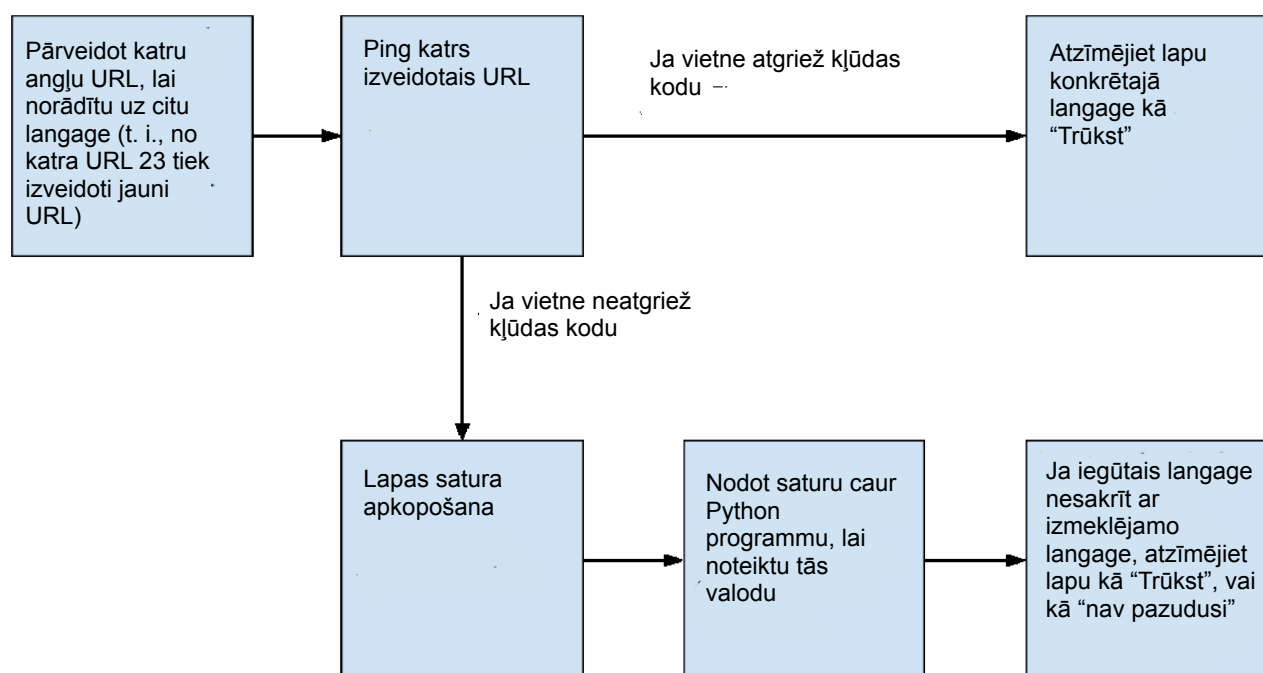 Pārveidot katru
angļu URL, lai
norādītu uz citu
langage (t. i., no
katra URL 23 tiek
izveidoti jauni
URL)
Ping katrs
izveidotais URL
Ja vietne atgriež kļūdas
kodu
Atzīmējiet lapu
konkrētajā
langage kā
“Trūkst”
Ja vietne neatgriež
kļūdas kodu
Lapas satura
apkopošana
Nodot saturu caur
Python
programmu, lai
noteiktu tās
valodu
Ja iegūtais langage
nesakrīt ar
izmeklējamo
langage, atzīmējiet
lapu kā “Trūkst”, vai
kā “nav pazudusi”